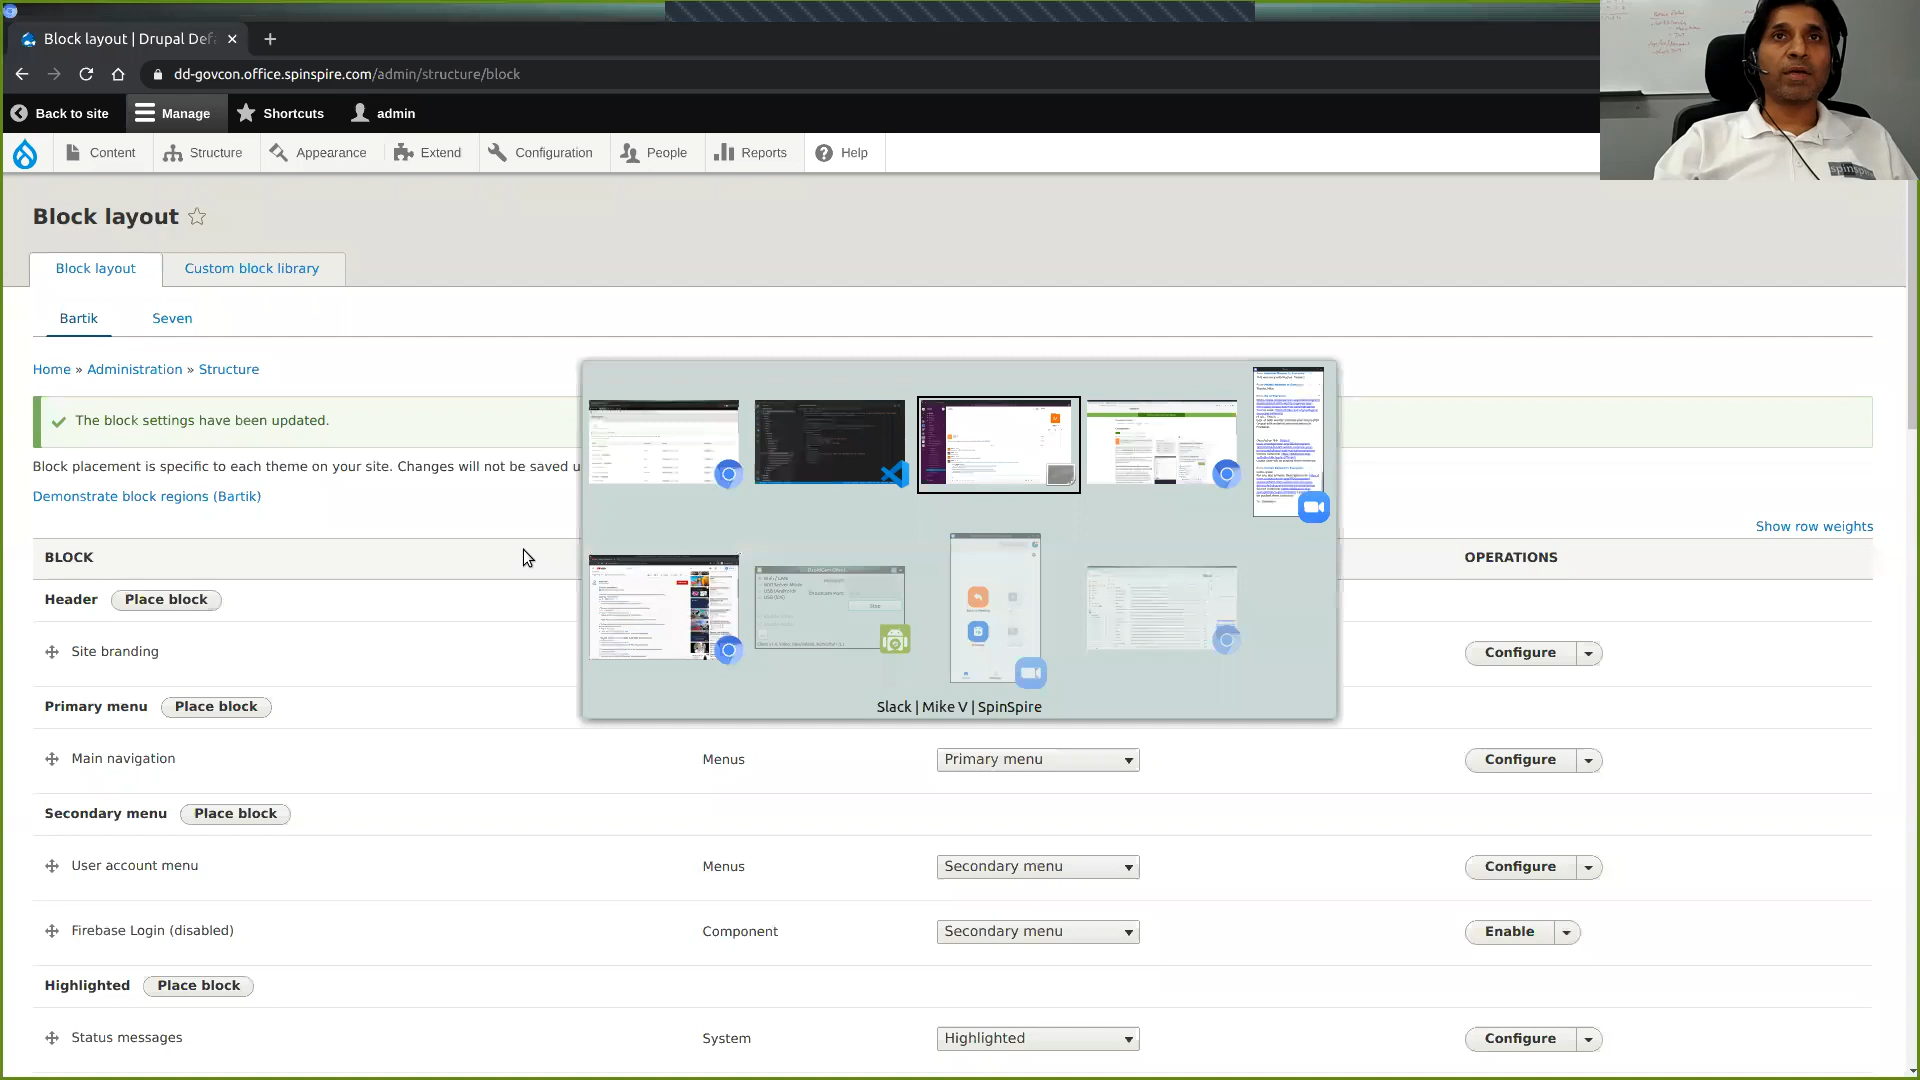 Block layout | Drupal Def
dd-govcon.office.spinspire.com/admin/structure/block
Back to site
Manage
Shortcuts
admin
Content
Structure
Appearance
Extend
Configuration
People
Reports
Help
Block layout
Block layout
Custom block library
Bartik
Seven
Home » Administration » Structure
The block settings have been updated.
Block placement is specific to each theme on your site. Changes will not be saved u
Demonstrate block regions (Bartik)
Show row weights
BLOCK
OPERATIONS
Header
Place block
Site branding
Configure
Slack | Mike V | SpinSpire
Primary menu
Place block
Main navigation
Menus
Primary menu
Configure
Secondary menu
Place block
User account menu
Menus
Secondary menu
Configure
Firebase Login (disabled)
Component
Secondary menu
Enable
Highlighted
Place block
Status messages
System
Highlighted
Configure